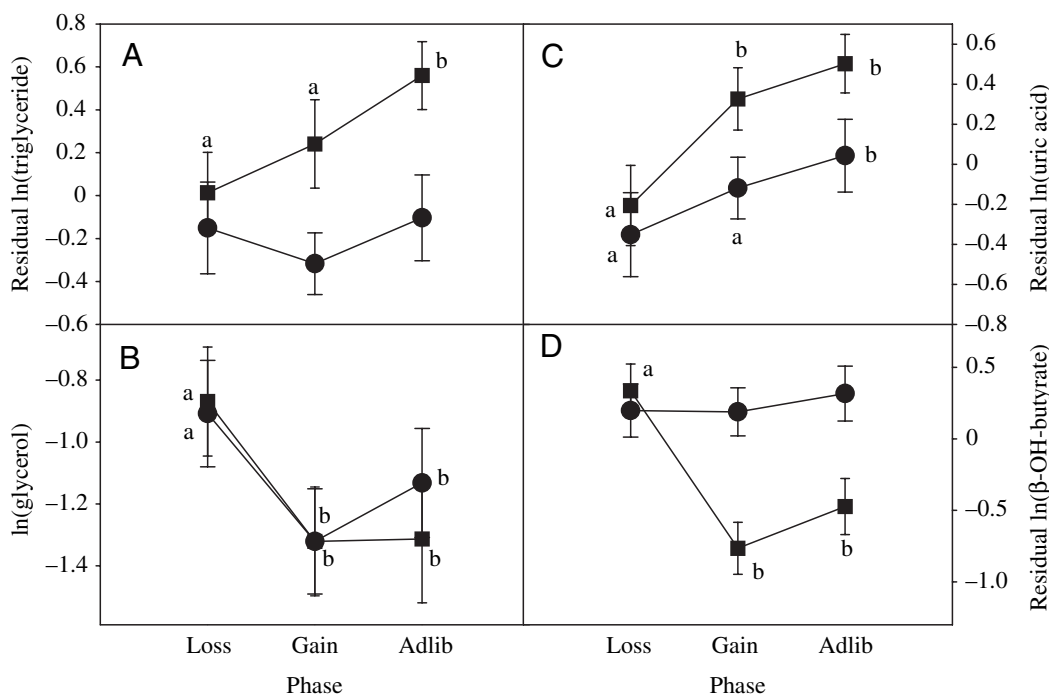 A
Residual ln(triglyceride)
0.8
0.6
0.4
0.2
0
–0.2
–0.4
–0.6
a
a
b
C
Residual ln(uric acid)
0.6
0.4
0.2
0
–0.2
–0.4
–0.6
–0.8
a
a
b
a
b
b
B
ln(glycerol)
–0.8
–1.0
–1.2
–1.4
a
a
b
b
b
b
D
Residual ln(β-OH-butyrate)
0.5
0
–0.5
–1.0
a
b
b
Loss Gain Adlib
Phase
Loss Gain Adlib
Phase